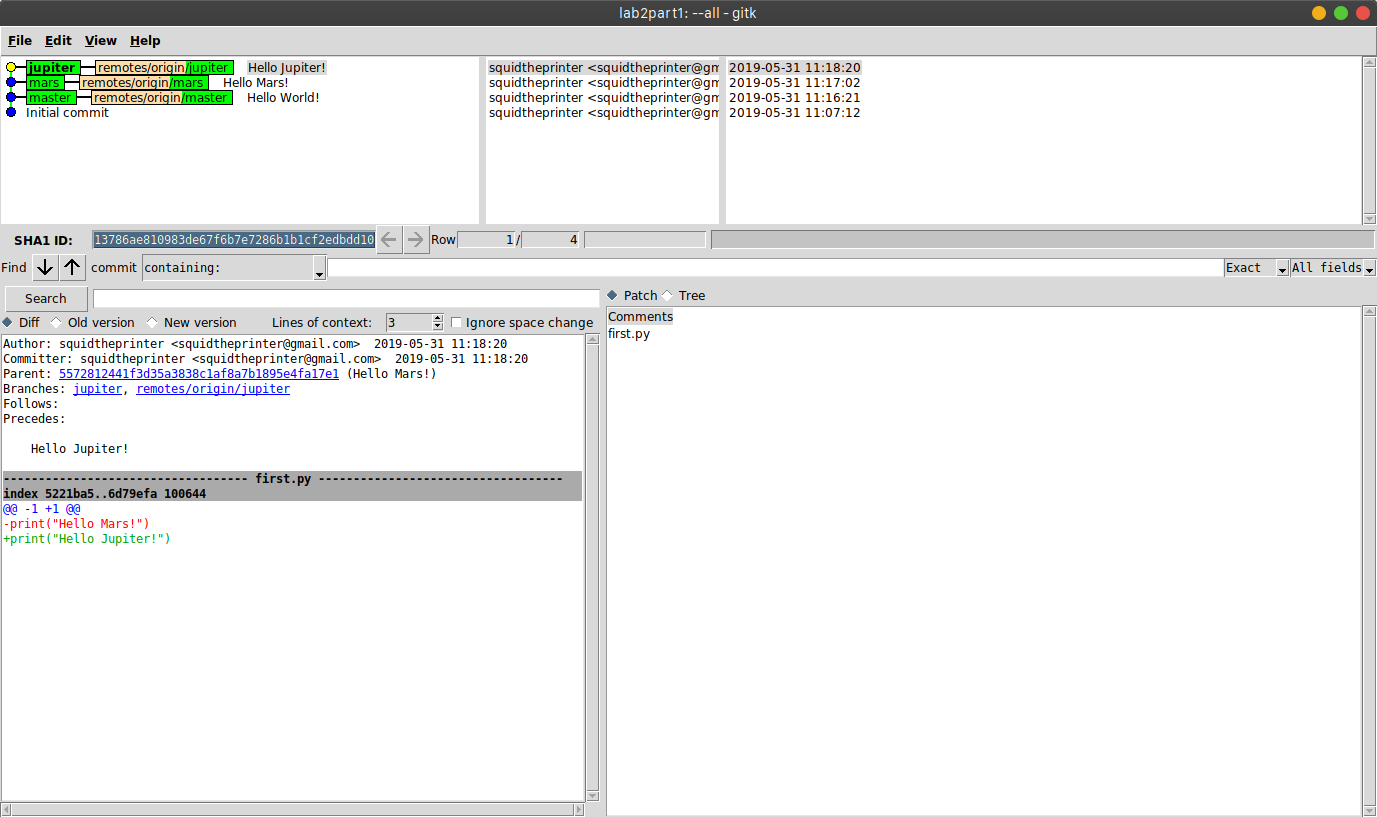 lab2part1: --all - gitk
File Edit View Help
jupiter remotes/origin/jupiter Hello Jupiter! squidtheprinter <squidtheprinter@gm 2019-05-31 11:18:20
mars remotes/origin/mars Hello Mars! squidtheprinter <squidtheprinter@gm 2019-05-31 11:17:02
master remotes/origin/master Hello World! squidtheprinter <squidtheprinter@gm 2019-05-31 11:16:21
Initial commit squidtheprinter <squidtheprinter@gm 2019-05-31 11:07:12
SHA1 ID: 13786ae810983de67f6b7e7286b1b1cf2edbdd10 Row 1 / 4
Find commit containing: Exact All fields
Search
Patch Tree
Diff Old version New version Lines of context: 3 Ignore space change
Comments
first.py
Author: squidtheprinter <squidtheprinter@gmail.com>  2019-05-31 11:18:20
Committer: squidtheprinter <squidtheprinter@gmail.com>  2019-05-31 11:18:20
Parent: 5572812441f3d35a3838c1af8a7b1895e4fa17e1 (Hello Mars!)
Branches: jupiter, remotes/origin/jupiter
Follows:
Precedes:
Hello Jupiter!
----------------------------------- first.py -----------------------------------
index 5221ba5..6d79efa 100644
@@ -1 +1 @@
-print("Hello Mars!")
+print("Hello Jupiter!")